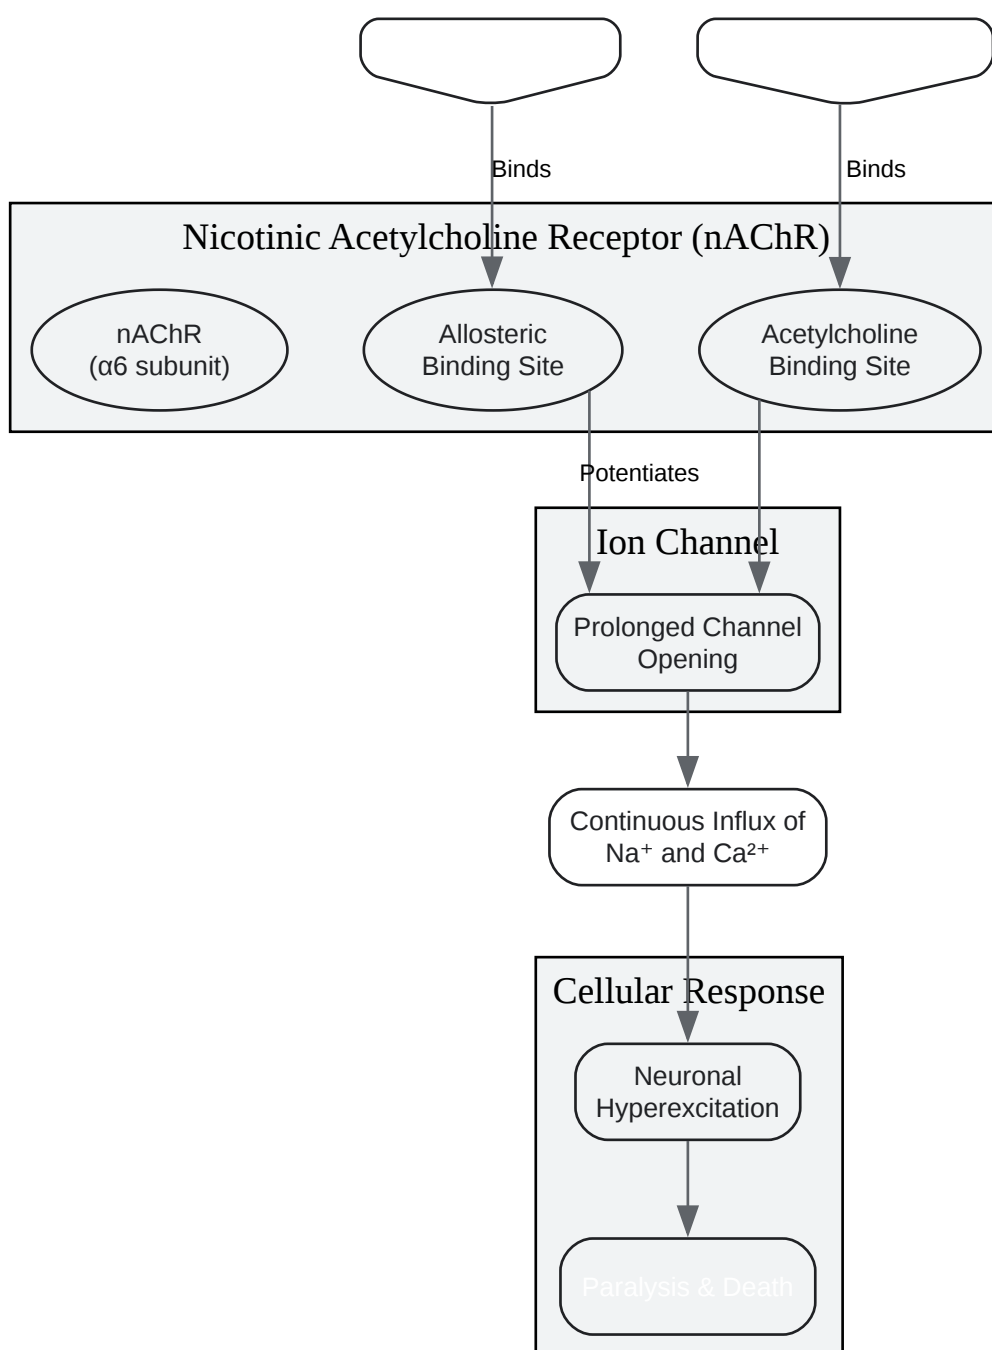 Binds
Binds
Nicotinic Acetylcholine Receptor (nAChR)
nAChR
(α6 subunit)
Allosteric
Binding Site
Acetylcholine
Binding Site
Potentiates
Ion Channel
Prolonged Channel
Opening
Continuous Influx of
Na⁺ and Ca²⁺
Cellular Response
Neuronal
Hyperexcitation
Paralysis & Death